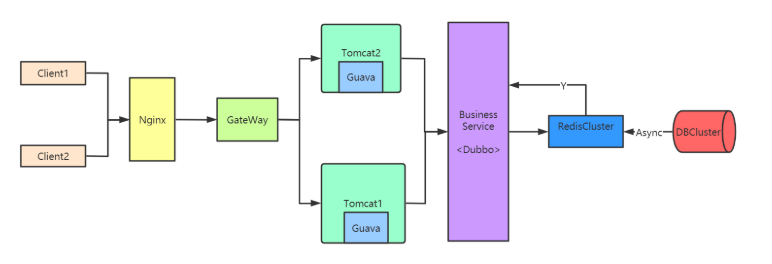 Client1
Client2
Nginx
GateWay
Tomcat2
Guava
Tomcat1
Guava
Business
Service
<Dubbo>
Y
RedisCluster
Async
DBCluster